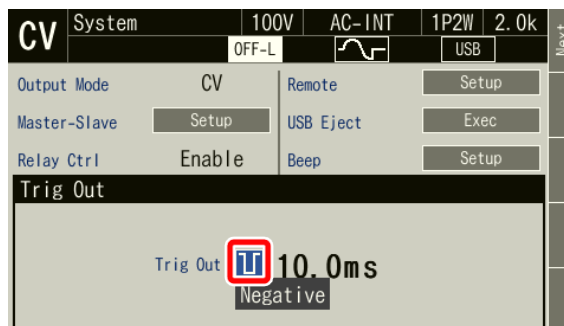 CV System 100V AC-INT 1P2W 2.0k Next
OFF-L USB
Output Mode CV Remote Setup
Master-Slave Setup USB Eject Exec
Relay Ctrl Enable Beep Setup
Trig Out
Trig Out 10.0ms
Negative